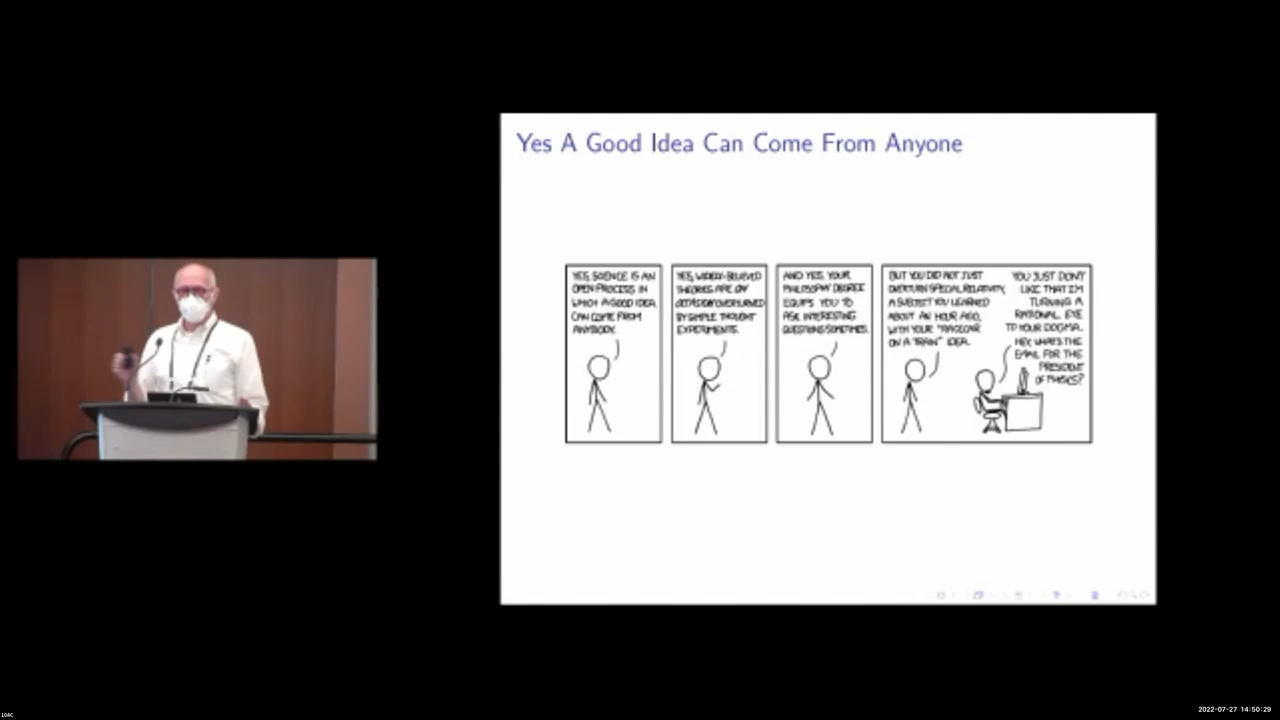 Yes A Good Idea Can Come From Anyone
YES, SCIENCE IS AN
OPEN PROCESS IN
WHICH A GOOD IDEA
CAN COME FROM
ANYBODY.
YES, WIDELY-BELIEVED
THEORIES ARE ON
OCCASION OVERTURNED
BY SIMPLE THOUGHT
EXPERIMENTS.
AND YES, YOUR
PHILOSOPHY DEGREE
EQUIPS YOU TO
ASK INTERESTING
QUESTIONS SOMETIMES.
BUT YOU DID NOT JUST
OVERTURN SPECIAL RELATIVITY,
A SUBJECT YOU LEARNED
ABOUT AN HOUR AGO,
WITH YOUR "RACECAR
ON A TRAIN" IDEA.
YOU JUST DON'T
LIKE THAT I'M
TURNING A
RATIONAL EYE
TO YOUR DOGMA.
HEY, WHAT'S THE
EMAIL FOR THE
PRESIDENT
OF PHYSICS?
104C
2022-07-27 14:50:29